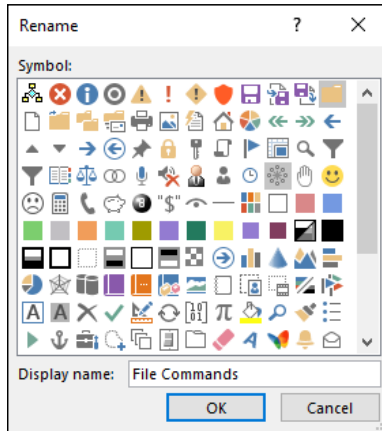 Rename ?
Symbol:
"$"
A A
π
A
Display name: File Commands
OK Cancel